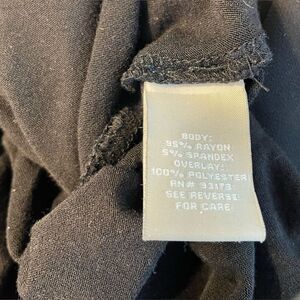 BODY:
95% RAYON
5% SPANDEX
OVERLAY:
100% POLYESTER
RN# 93173
SEE REVERSE
FOR CARE